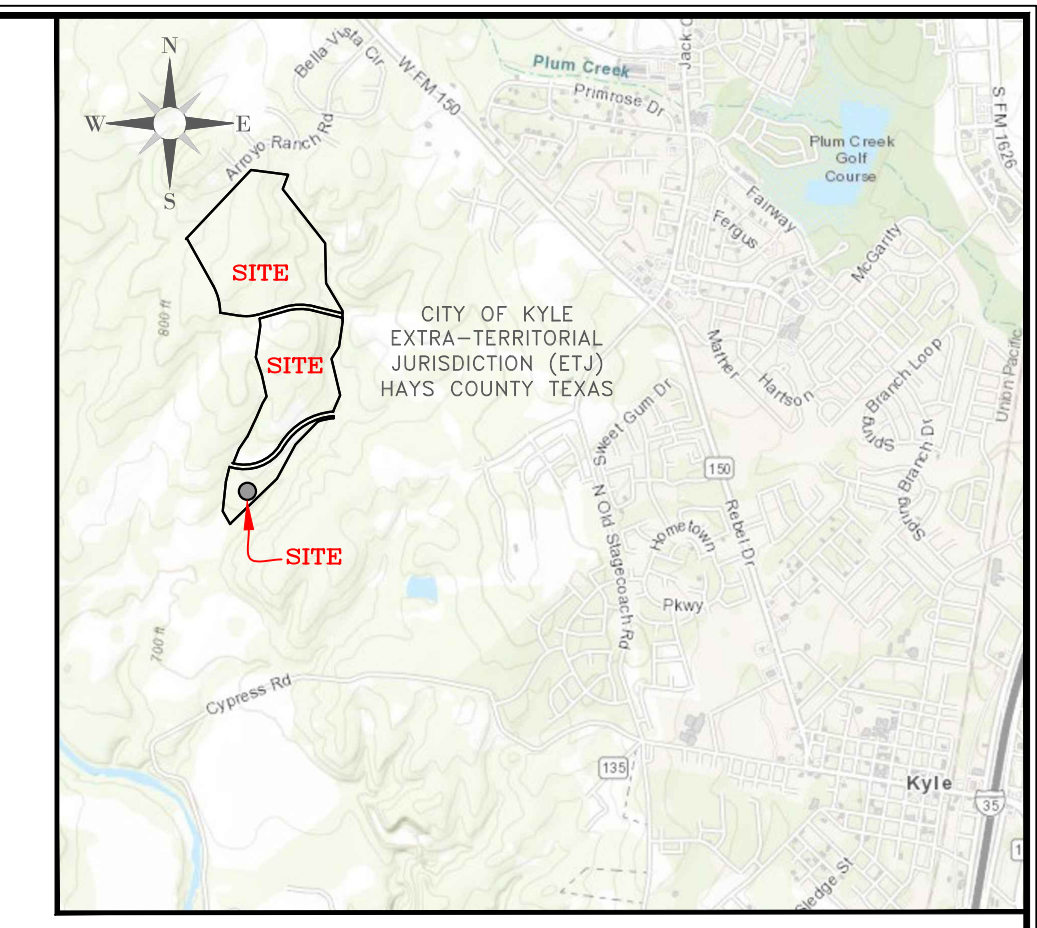 N
W
E
S
Bella Vista Cir
W FM 150
Arroyo Ranch Rd
Plum Creek
Primrose Dr
S FM 1626
Plum Creek
Golf
Course
Fairway
Fergus
McGarity
SITE
800 ft
CITY OF KYLE
EXTRA-TERRITORIAL
JURISDICTION (ETJ)
HAYS COUNTY TEXAS
SITE
Mather
Hartson
Spring Branch Loop
Union Pacific
Sweet Gum Dr
150
Spring Branch Dr
N Old Stagecoach Rd
Rebel Dr
Hometown
Pkwy
SITE
700 ft
Cypress Rd
135
Kyle
35
Sledge St